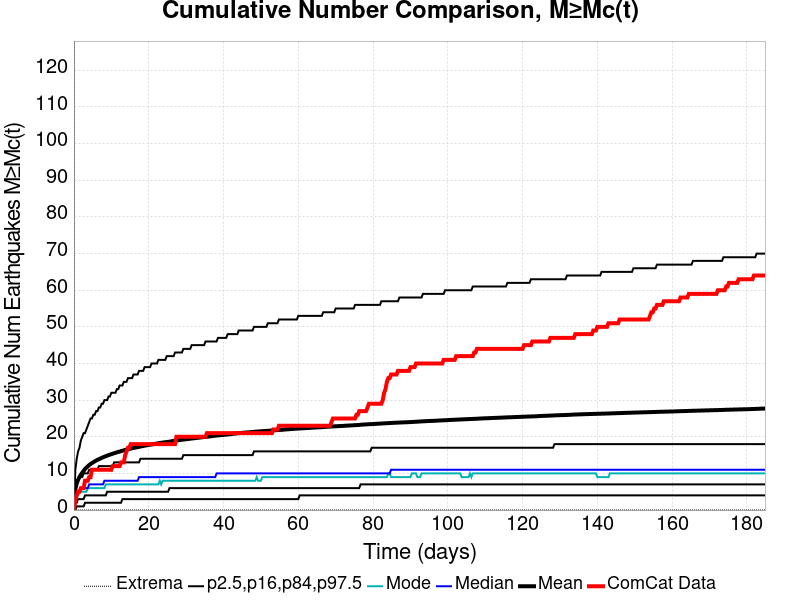 Cumulative Number Comparison, M≥Mc(t)
Cumulative Num Earthquakes M≥Mc(t)
120
110
100
90
80
70
60
50
40
30
20
10
0
0 20 40 60 80 100 120 140 160 180
Time (days)
Extrema p2.5,p16,p84,p97.5 Mode Median Mean ComCat Data